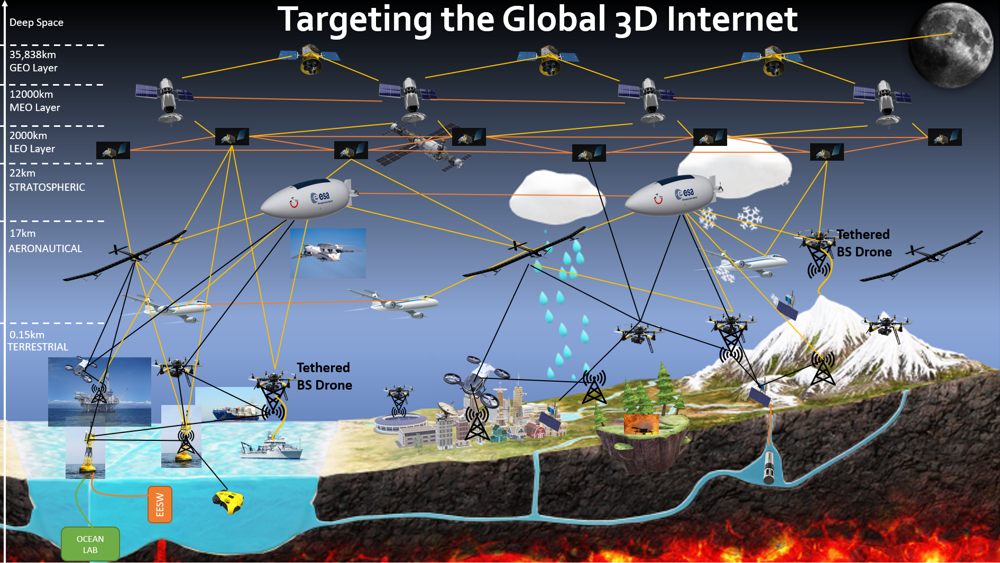 Targeting the Global 3D Internet
Deep Space
35,838km
GEO Layer
12000km
MEO Layer
2000km
LEO Layer
22km
STRATOSPHERIC
esa
esa
17km
AERONAUTICAL
Tethered
BS Drone
0.15km
TERRESTRIAL
Tethered
BS Drone
EESW
OCEAN
LAB